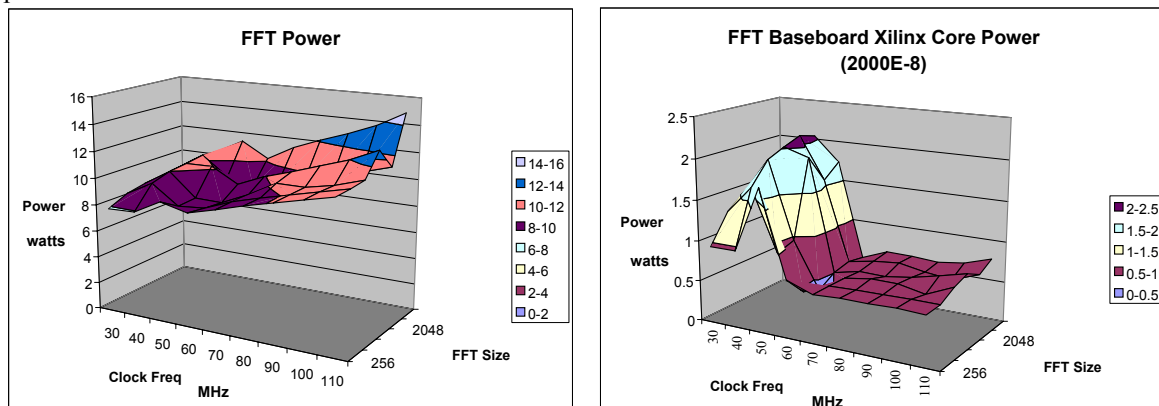 FFT Power
16
14
12
10
8
6
4
2
0
Power
watts
30 40 50 60 70 80 90 100 110
Clock Freq
MHz
256
2048
FFT Size
14-16
12-14
10-12
8-10
6-8
4-6
2-4
0-2
FFT Baseboard Xilinx Core Power
(2000E-8)
2.5
2
1.5
1
0.5
0
Power
watts
30 40 50 60 70 80 90 100 110
Clock Freq
MHz
256
2048
FFT Size
2-2.5
1.5-2
1-1.5
0.5-1
0-0.5